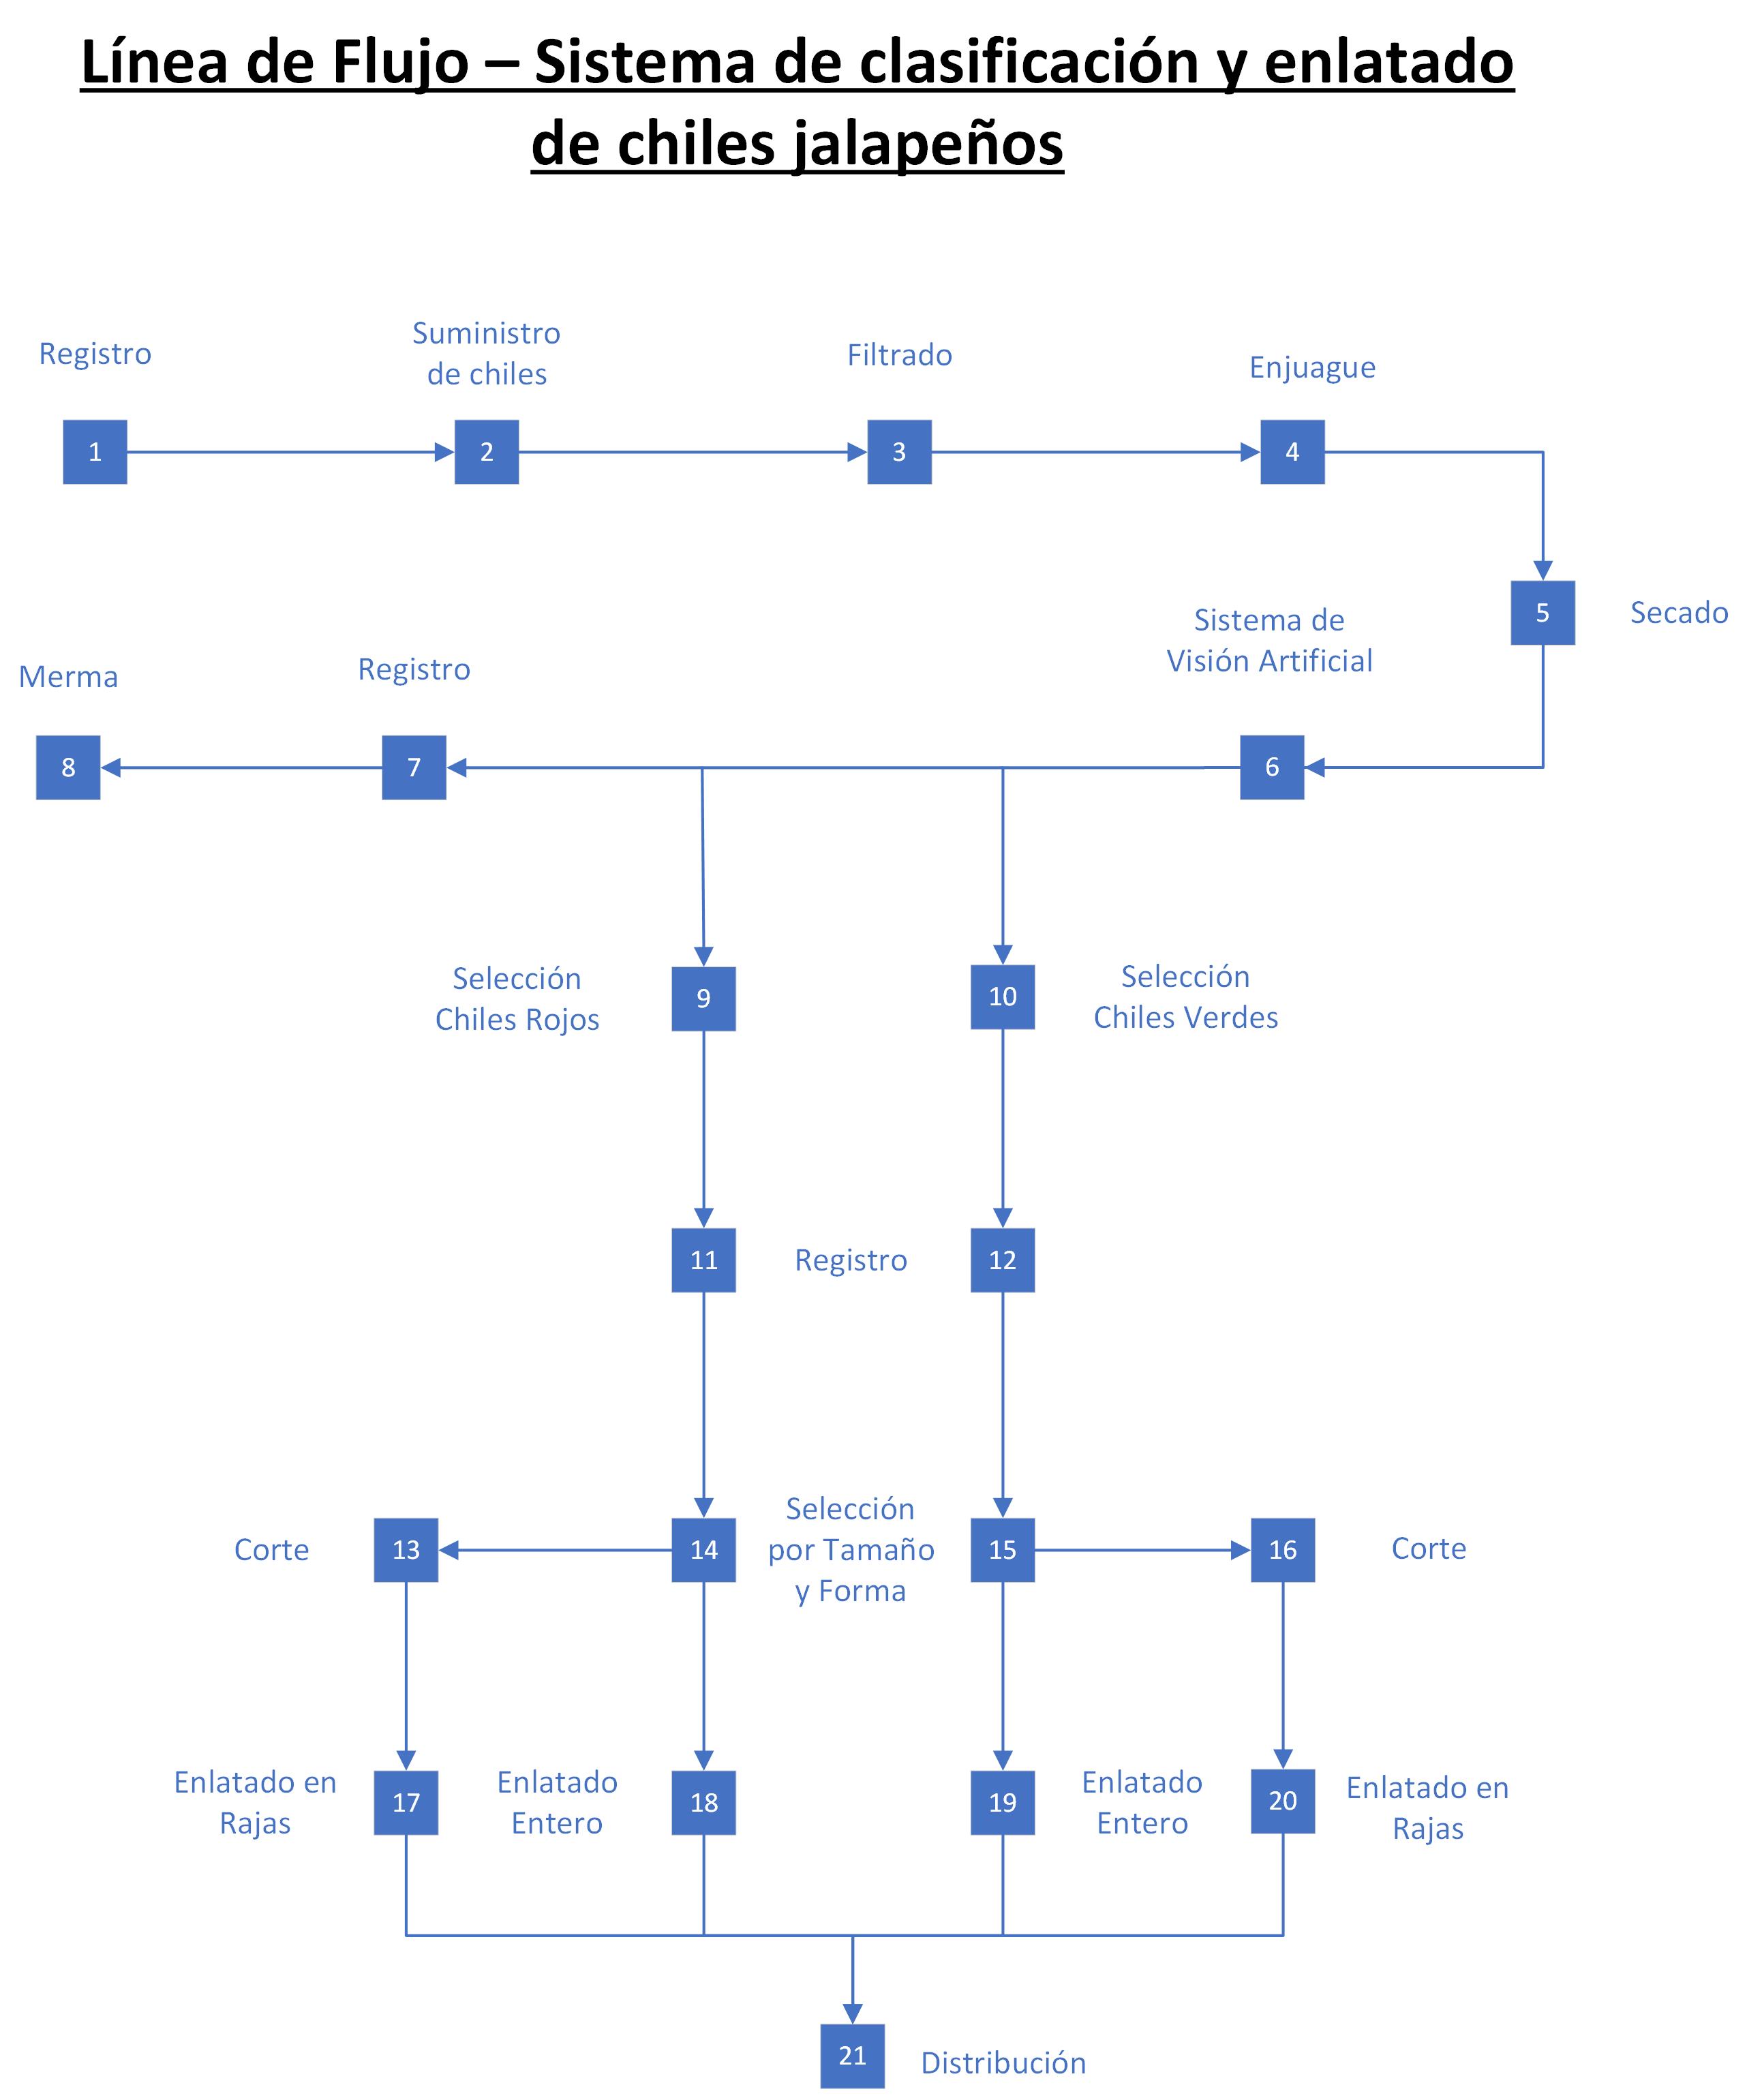 Línea de Flujo – Sistema de clasificación y enlatado
de chiles jalapeños
Registro
Suministro
de chiles
Filtrado
Enjuague
1
2
3
4
5
Secado
Sistema de
Visión Artificial
Registro
Merma
8
7
6
Selección
Chiles Rojos
9
10
Selección
Chiles Verdes
11
Registro
12
Corte
13
14
Selección
por Tamaño
y Forma
15
16
Corte
Enlatado en
Rajas
17
Enlatado
Entero
18
19
Enlatado
Entero
20
Enlatado en
Rajas
21
Distribución